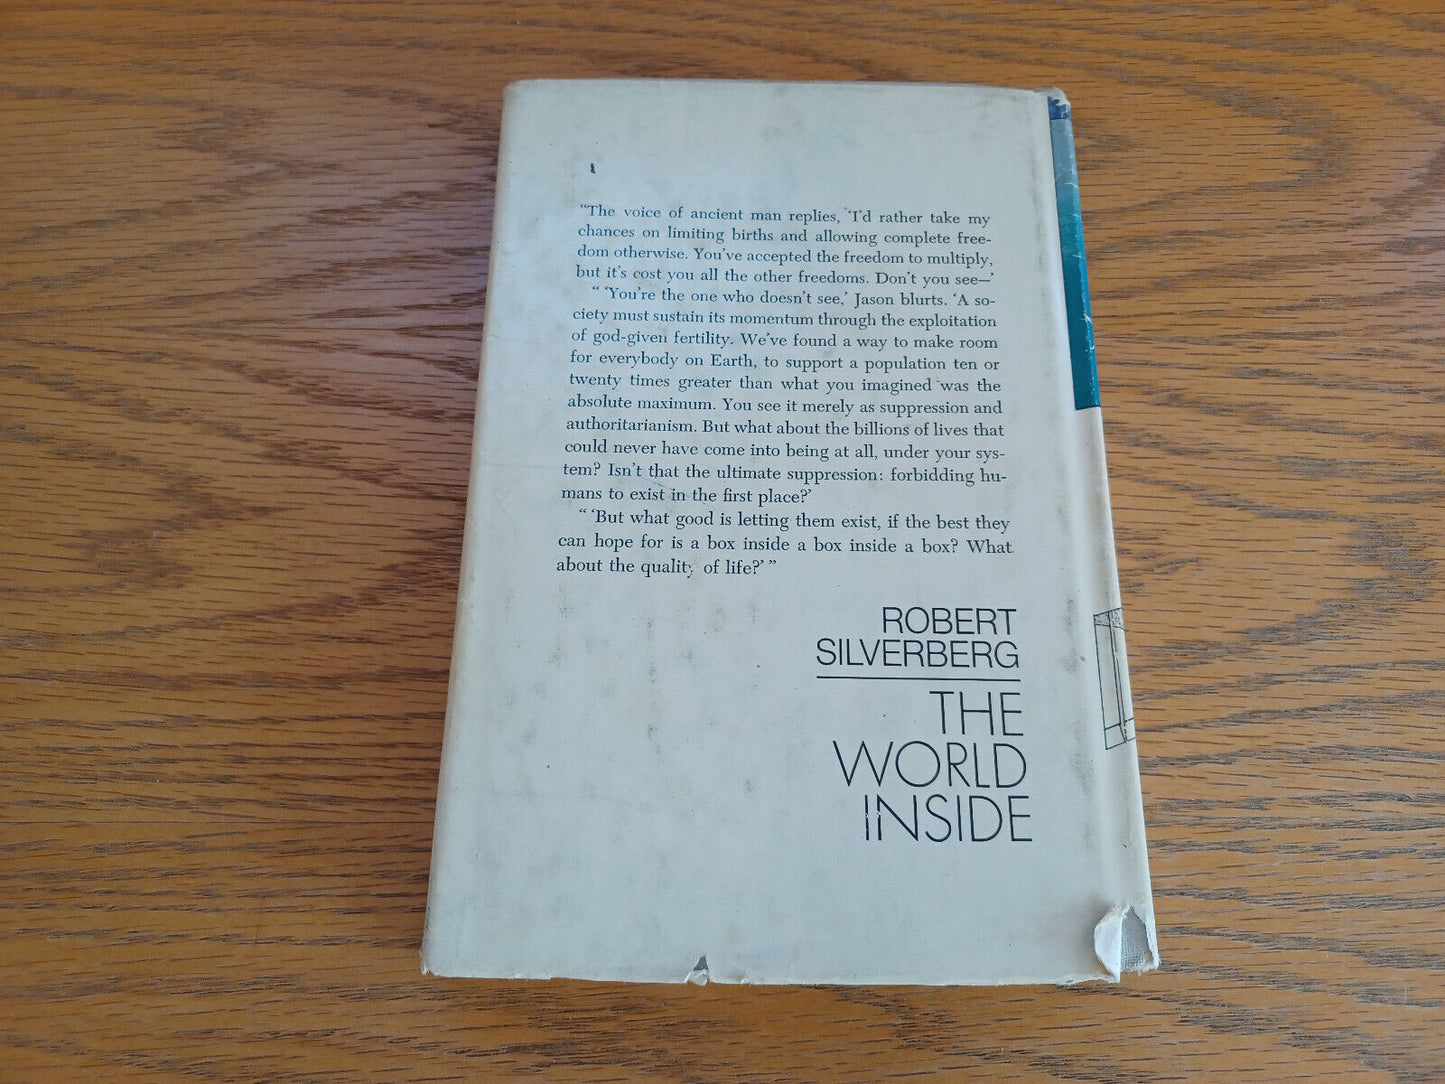 “The voice of ancient man replies, ‘I’d rather take my
chances on limiting births and allowing complete free-
dom otherwise. You’ve accepted the freedom to multiply,
but it’s cost you all the other freedoms. Don’t you see—’
“ ‘You’re the one who doesn’t see,’ Jason blurts. ‘A so-
ciety must sustain its momentum through the exploitation
of god-given fertility. We’ve found a way to make room
for everybody on Earth, to support a population ten or
twenty times greater than what you imagined was the
absolute maximum. You see it merely as suppression and
authoritarianism. But what about the billions of lives that
could never have come into being at all, under your sys-
tem? Isn’t that the ultimate suppression: forbidding hu-
mans to exist in the first place?’
“ ‘But what good is letting them exist, if the best they
can hope for is a box inside a box inside a box? What
about the quality of life?’ ”
ROBERT
SILVERBERG
THE
WORLD
INSIDE